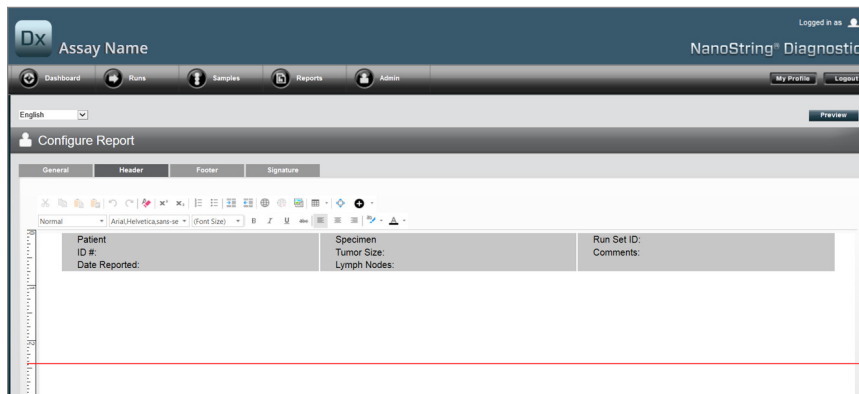 Logged in as
Dx
Assay Name
NanoString® Diagnostic
Dashboard Runs Samples Reports Admin
My Profile Logout
English
Preview
Configure Report
General Header Footer Signature
Normal Arial,Helvetica,sans-se (Font Size) B I U abc A
Patient Specimen Run Set ID:
ID #: Tumor Size: Comments:
Date Reported: Lymph Nodes: